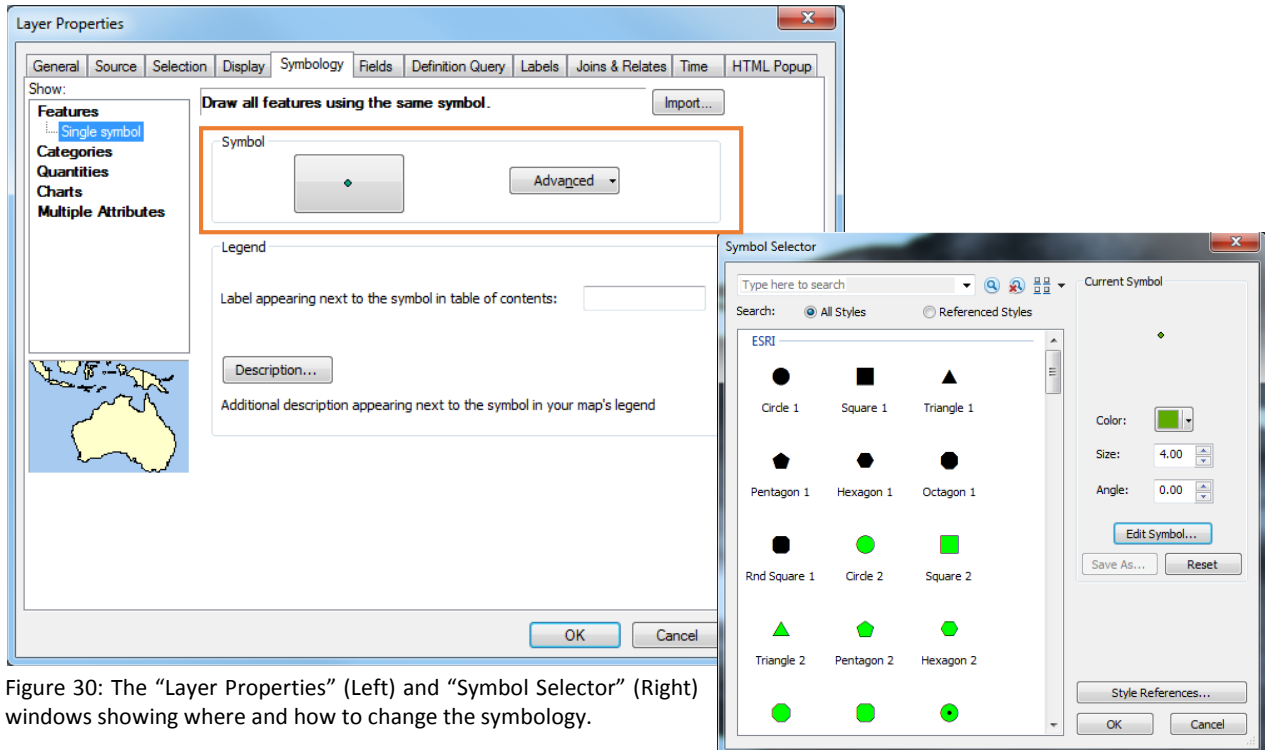 Layer Properties
General Source Selection Display Symbology Fields Definition Query Labels Joins & Relates Time HTML Popup
Show:
Features
Single symbol
Categories
Quantities
Charts
Multiple Attributes
Draw all features using the same symbol.
Import...
Symbol
Advanced
Legend
Label appearing next to the symbol in table of contents:
Description...
Additional description appearing next to the symbol in your map's legend
OK Cancel
Symbol Selector
Type here to search
Search: All Styles Referenced Styles
ESRI
Circle 1 Square 1 Triangle 1
Pentagon 1 Hexagon 1 Octagon 1
Rnd Square 1 Circle 2 Square 2
Triangle 2 Pentagon 2 Hexagon 2
Current Symbol
Color:
Size: 4.00
Angle: 0.00
Edit Symbol...
Save As... Reset
Style References...
OK Cancel
Figure 30: The “Layer Properties” (Left) and “Symbol Selector” (Right)
windows showing where and how to change the symbology.